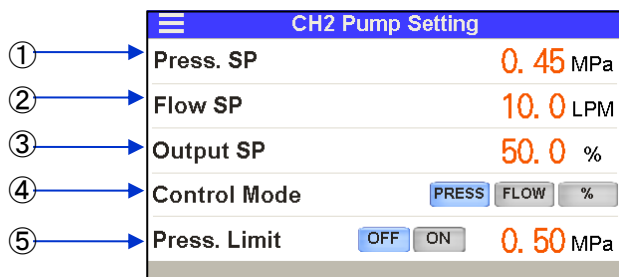 CH2 Pump Setting
① Press. SP 0.45 MPa
② Flow SP 10.0 LPM
③ Output SP 50.0 %
④ Control Mode PRESS FLOW %
⑤ Press. Limit OFF ON 0.50 MPa